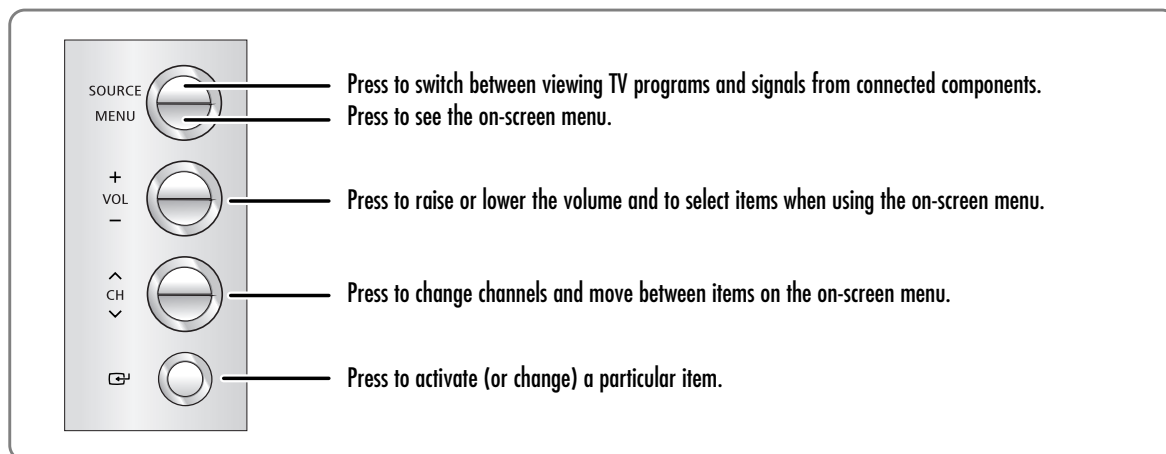 SOURCE
MENU
Press to switch between viewing TV programs and signals from connected components.
Press to see the on-screen menu.
+
VOL
–
Press to raise or lower the volume and to select items when using the on-screen menu.
CH
Press to change channels and move between items on the on-screen menu.
Press to activate (or change) a particular item.